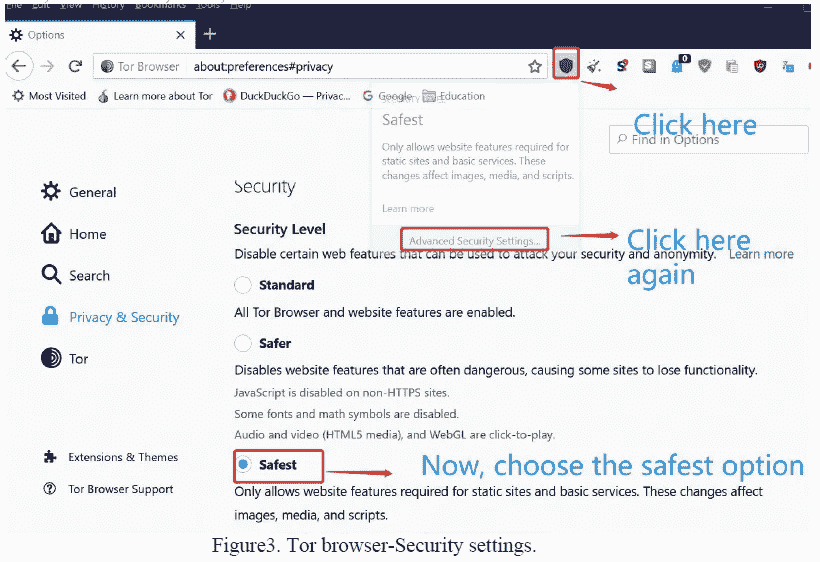 File Edit View History Bookmarks Tools Help
Options
Tor Browser about:preferences#privacy
0
Most Visited Learn more about Tor DuckDuckGo — Privac... Google Education
Safest
Click here
Find in Options
Only allows website features required for
static sites and basic services. These
changes affect images, media, and scripts.
Learn more
Advanced Security Settings...
Click here
again
General
Home
Search
Privacy & Security
Tor
Extensions & Themes
Tor Browser Support
Security
Security Level
Disable certain web features that can be used to attack your security and anonymity. Learn more
Standard
All Tor Browser and website features are enabled.
Safer
Disables website features that are often dangerous, causing some sites to lose functionality.
JavaScript is disabled on non-HTTPS sites.
Some fonts and math symbols are disabled.
Audio and video (HTML5 media), and WebGL are click-to-play.
Safest
Now, choose the safest option
Only allows website features required for static sites and basic services. These changes affect
images, media, and scripts.
Figure3. Tor browser-Security settings.